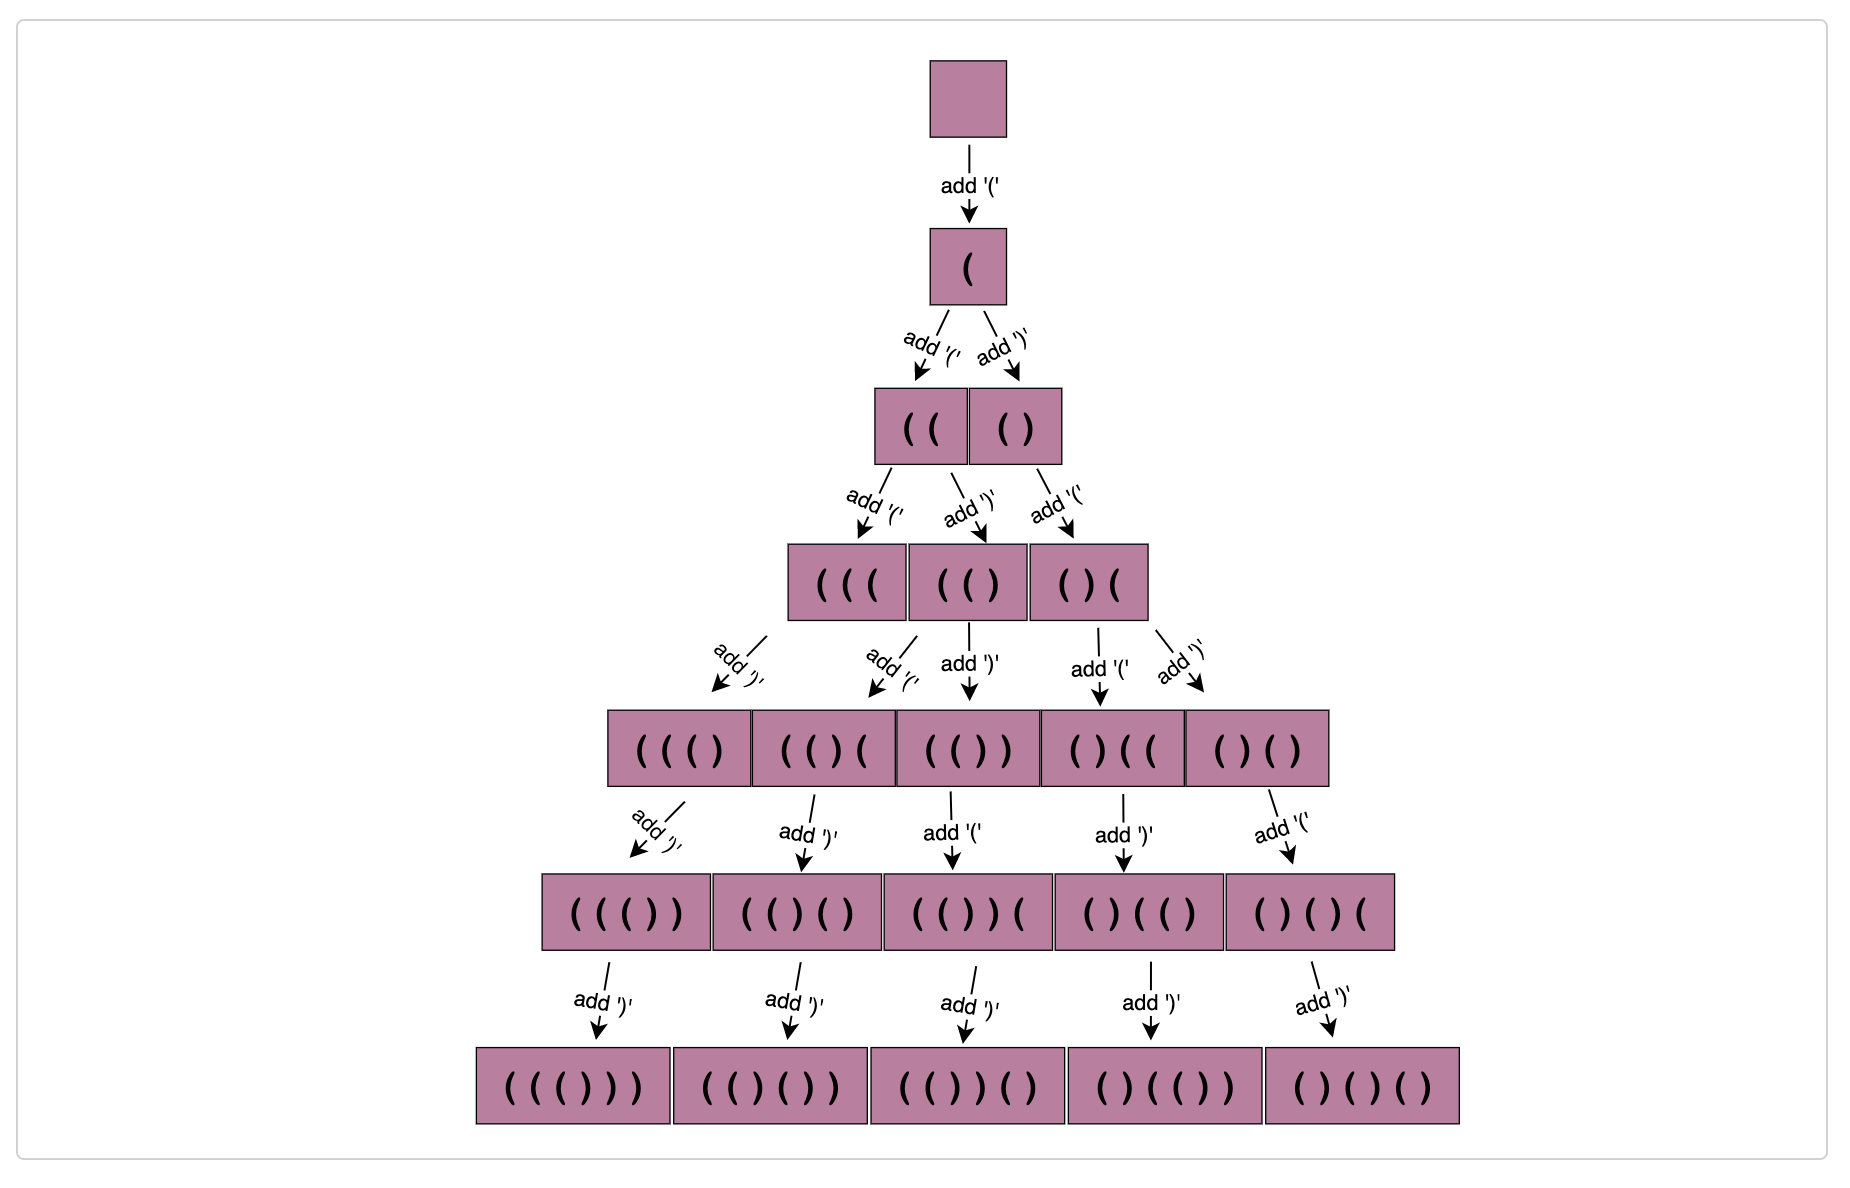 add '('
(
add '(' add ')'
( ( ( )
add '(' add ')' add '('
( ( ( ( ( ) ( ) (
add ')' add '(' add ')' add '(' add ')'
( ( ( ) ( ( ) ( ( ( ) ) ( ) ( ( ( ) ( )
add ')' add ')' add '(' add ')' add '('
( ( ( ) ) ( ( ) ( ) ( ( ) ) ( ( ) ( ( ) ( ) ( ) (
add ')' add ')' add ')' add ')' add ')'
( ( ( ) ) ) ( ( ) ( ) ) ( ( ) ) ( ) ( ) ( ( ) ) ( ) ( ) ( )